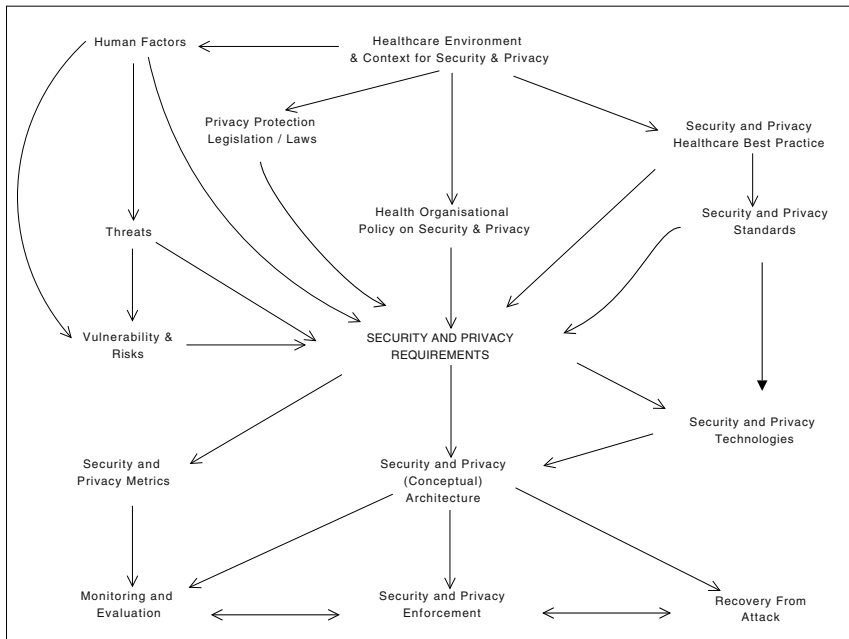 Human Factors
Healthcare Environment
& Context for Security & Privacy
Privacy Protection
Legislation / Laws
Security and Privacy
Healthcare Best Practice
Threats
Health Organisational
Policy on Security & Privacy
Security and Privacy
Standards
Vulnerability &
Risks
SECURITY AND PRIVACY
REQUIREMENTS
Security and Privacy
Technologies
Security and
Privacy Metrics
Security and Privacy
(Conceptual)
Architecture
Monitoring and
Evaluation
Security and Privacy
Enforcement
Recovery From
Attack